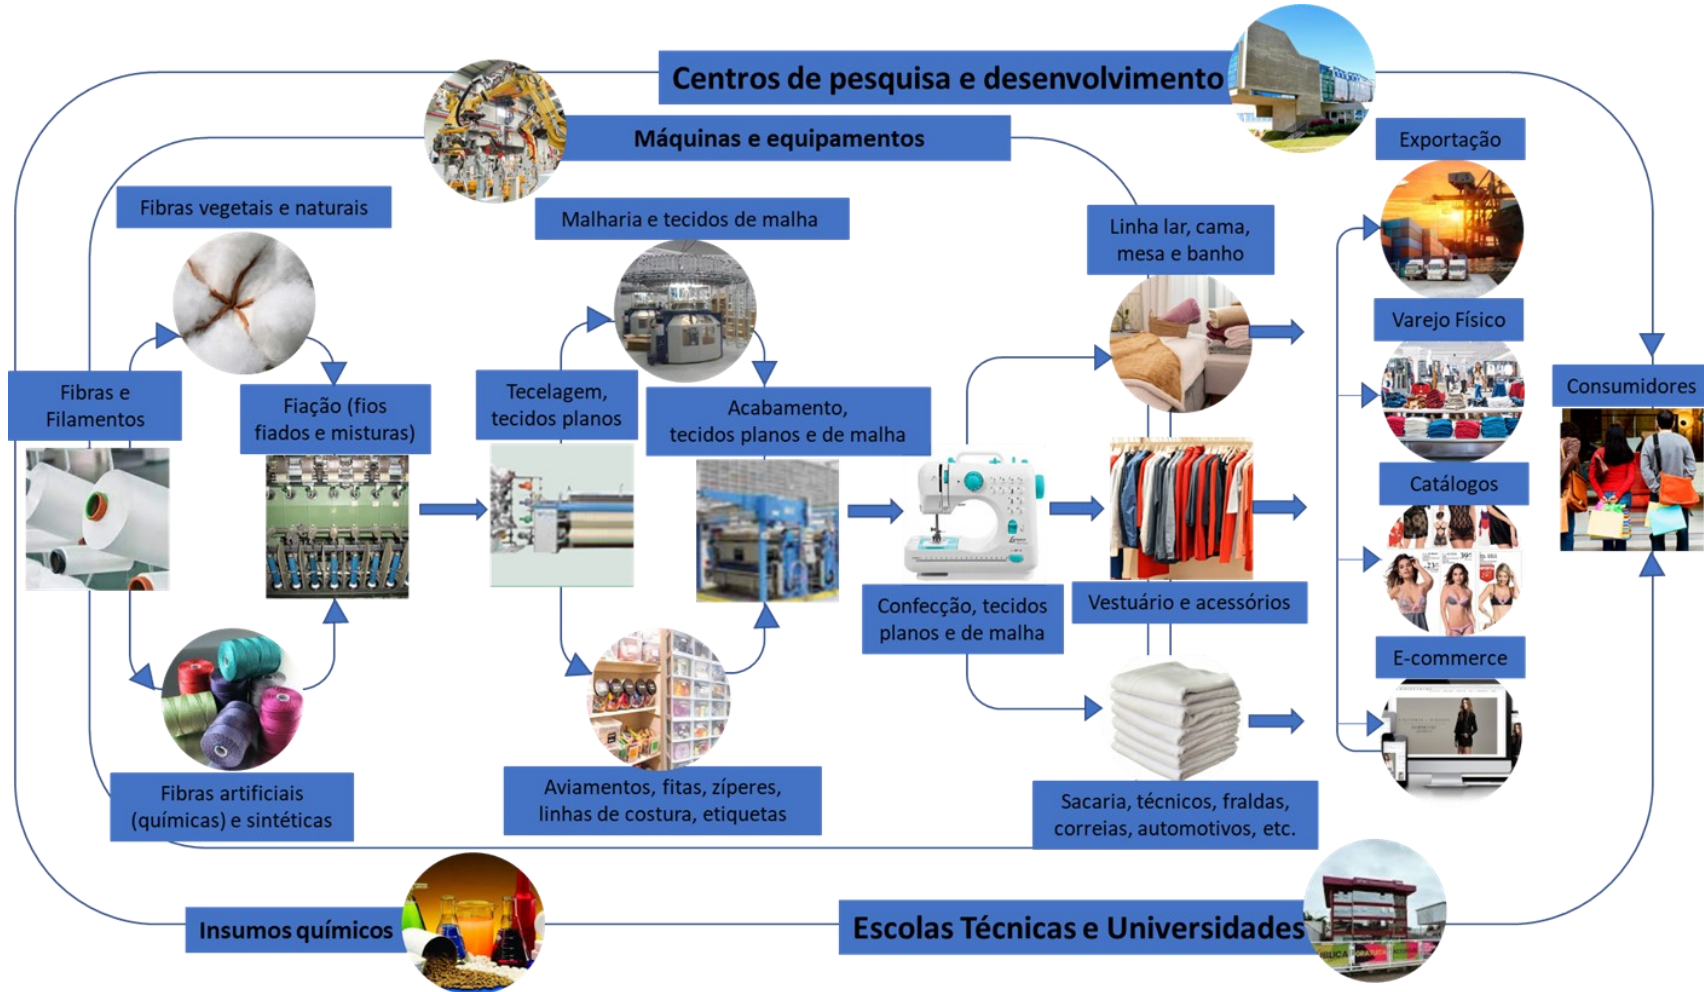 Centros de pesquisa e desenvolvimento
Máquinas e equipamentos
Exportação
Fibras vegetais e naturais
Malharia e tecidos de malha
Linha lar, cama,
mesa e banho
Varejo Físico
Fibras e
Filamentos
Fiação (fios
fiados e misturas)
Tecelagem,
tecidos planos
Acabamento,
tecidos planos e de malha
Consumidores
Catálogos
Confecção, tecidos
planos e de malha
Vestuário e acessórios
E-commerce
Fibras artificiais
(químicas) e sintéticas
Aviamentos, fitas, zíperes,
linhas de costura, etiquetas
Sacaria, técnicos, fraldas,
correias, automotivos, etc.
Insumos químicos
Escolas Técnicas e Universidades